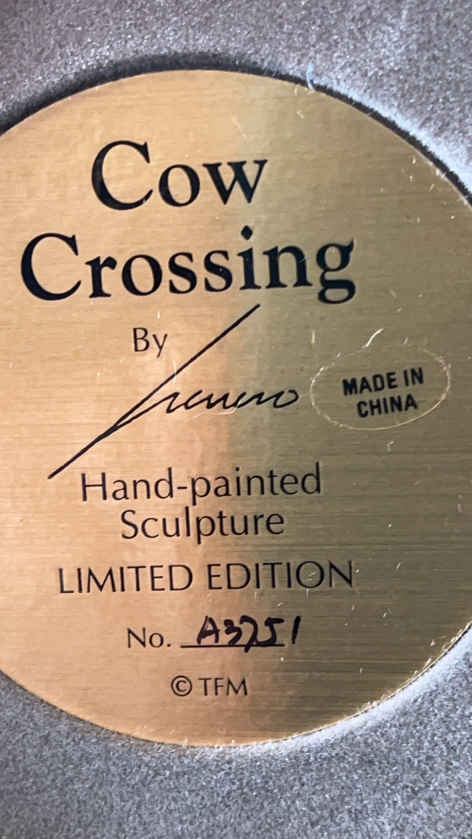 Cow
Crossing
By
MADE IN
CHINA
Hand-painted
Sculpture
LIMITED EDITION
No. A3751
© TFM